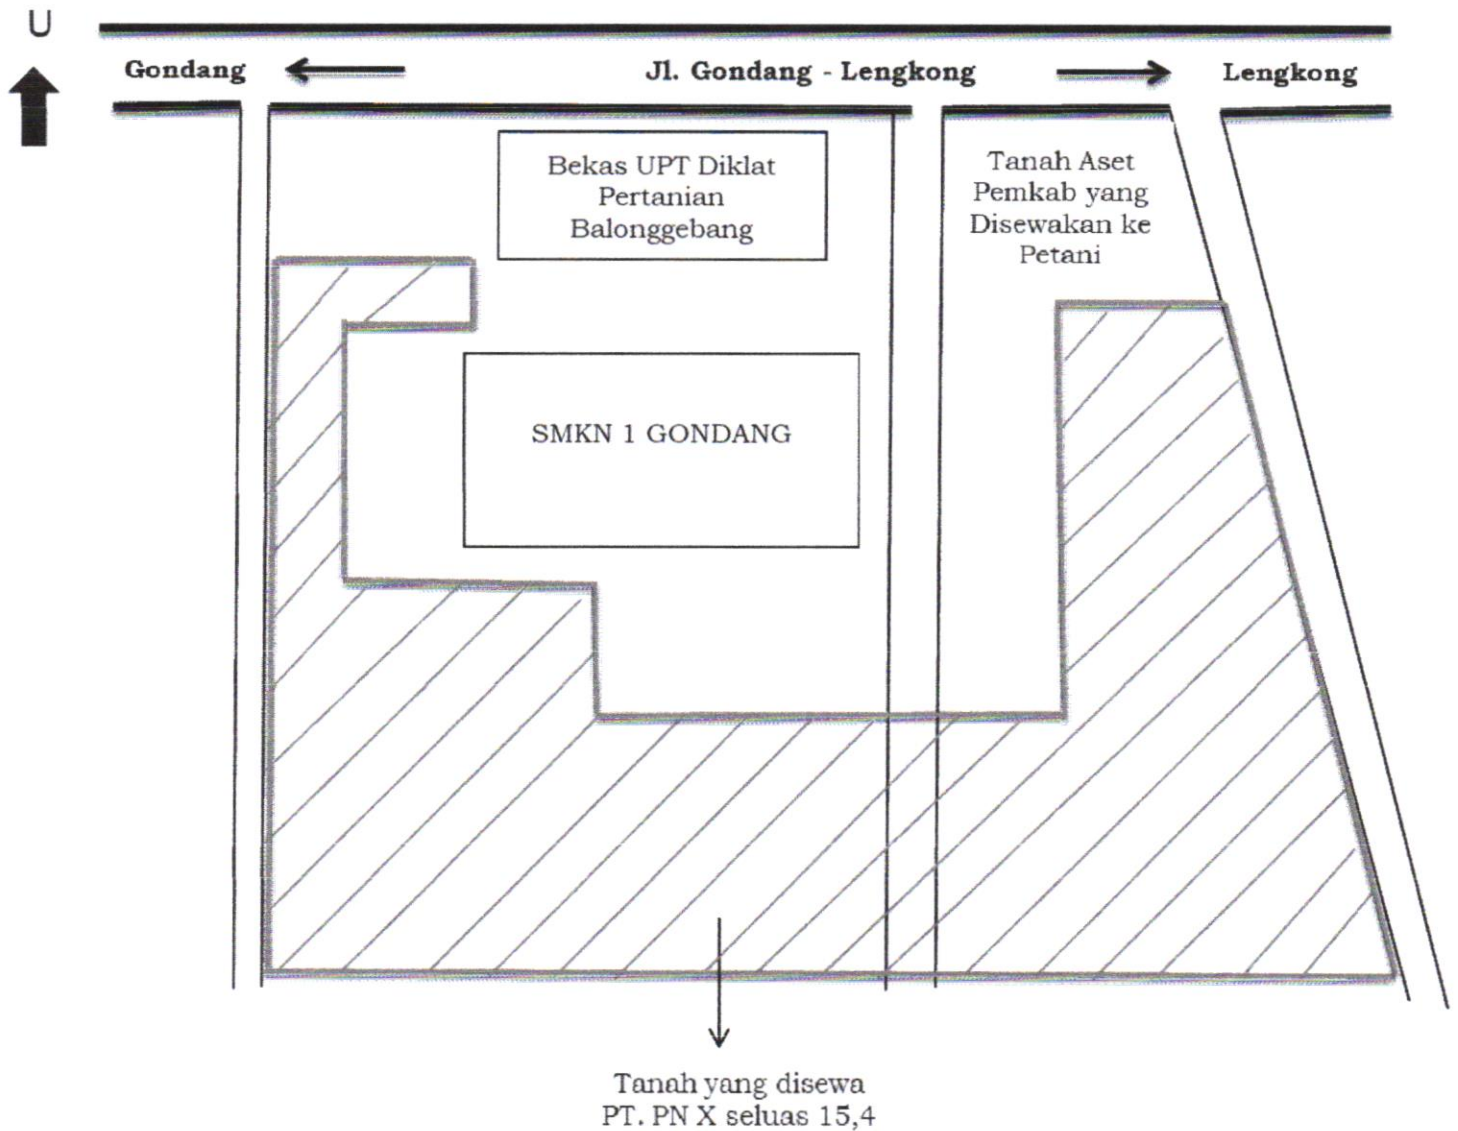 U
Gondang
Jl. Gondang - Lengkong
Lengkong
Bekas UPT Diklat
Pertanian
Balonggebang
Tanah Aset
Pemkab yang
Disewakan ke
Petani
SMKN 1 GONDANG
Tanah yang disewa
PT. PN X seluas 15,4